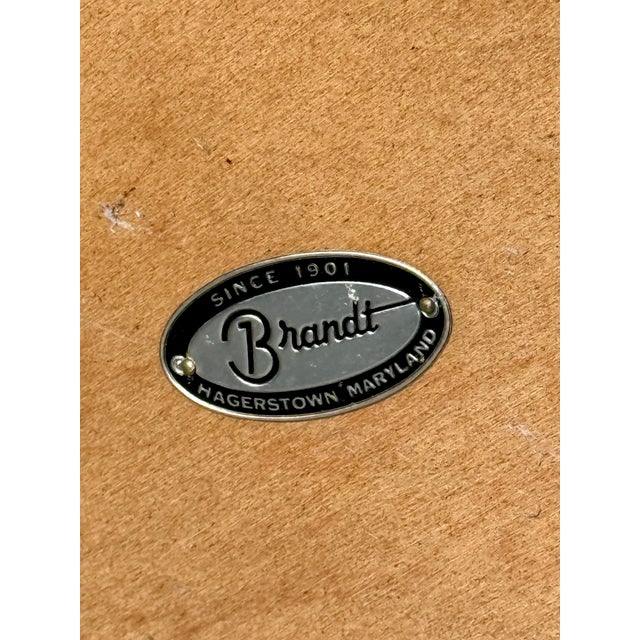 SINCE 1901
Brandt
HAGERSTOWN MARYLAND